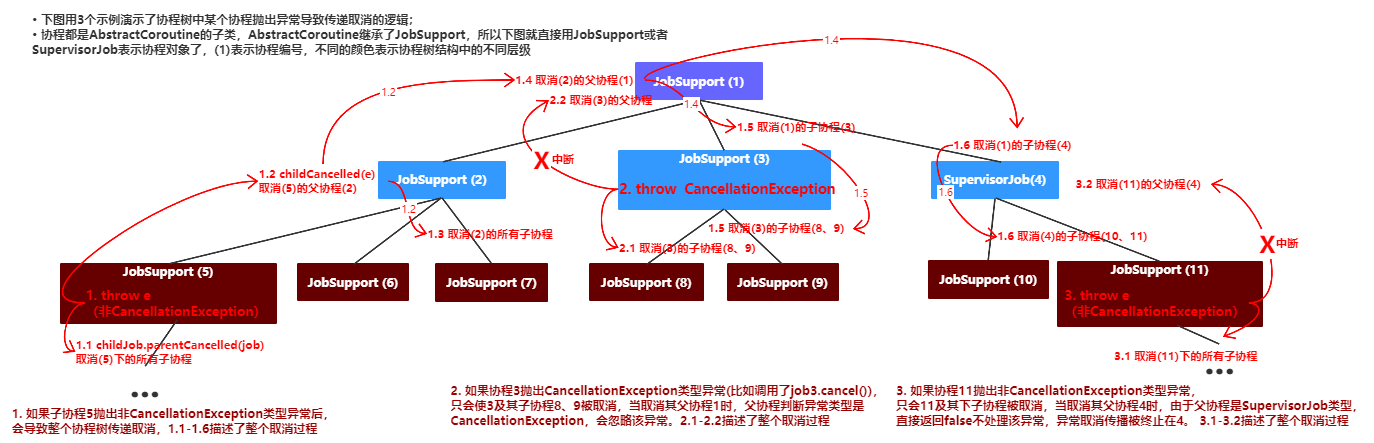 • 下图用3个示例演示了协程树中某个协程抛出异常导致传递取消的逻辑；
• 协程都是AbstractCoroutine的子类，AbstractCoroutine继承了JobSupport，所以下图就直接用JobSupport或者
SupervisorJob表示协程对象了，(1)表示协程编号，不同的颜色表示协程树结构中的不同层级
1.4
1.4 取消(2)的父协程(1)
JobSupport (1)
1.2
2.2 取消(3)的父协程
1.4
1.5 取消(1)的子协程(3)
1.6 取消(1)的子协程(4)
X 中断
JobSupport (3)
1.2 childCancelled(e)
取消(5)的父协程(2)
JobSupport (2)
2. throw CancellationException
1.5
SupervisorJob(4)
1.6
3.2 取消(11)的父协程(4)
1.2
1.3 取消(2)的所有子协程
1.5 取消(3)的子协程(8、9)
2.1 取消(3)的子协程(8、9)
1.6 取消(4)的子协程(10、11)
X 中断
JobSupport (5)
1. throw e
(非CancellationException)
JobSupport (6)
JobSupport (7)
JobSupport (8)
JobSupport (9)
JobSupport (10)
JobSupport (11)
3. throw e
(非CancellationException)
1.1 childJob.parentCancelled(job)
取消(5)下的所有子协程
3.1 取消(11)下的所有子协程
•••
•••
1. 如果子协程5抛出非CancellationException类型异常后，
会导致整个协程树传递取消，1.1-1.6描述了整个取消过程
2. 如果协程3抛出CancellationException类型异常(比如调用了job3.cancel())，
只会使3及其子协程8、9被取消，当取消其父协程1时，父协程判断异常类型是
CancellationException，会忽略该异常。2.1-2.2描述了整个取消过程
3. 如果协程11抛出非CancellationException类型异常，
只会11及其下子协程被取消，当取消其父协程4时，由于父协程是SupervisorJob类型，
直接返回false不处理该异常，异常取消传播被终止在4。 3.1-3.2描述了整个取消过程